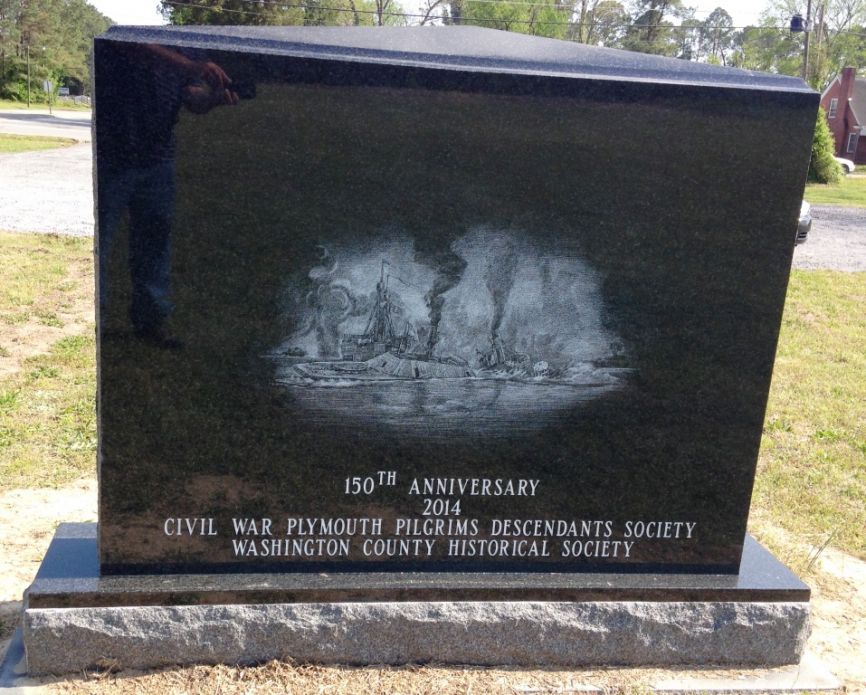 150TH ANNIVERSARY
2014
CIVIL WAR PLYMOUTH PILGRIMS DESCENDANTS SOCIETY
WASHINGTON COUNTY HISTORICAL SOCIETY